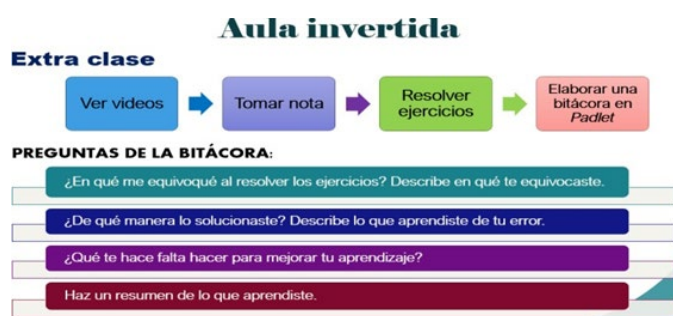 Aula invertida
Extra clase
Ver videos
Tomar nota
Resolver
ejercicios
Elaborar una
bitácora en
Padlet
PREGUNTAS DE LA BITÁCORA:
¿En qué me equivoqué al resolver los ejercicios? Describe en qué te equivocaste.
¿De qué manera lo solucionaste? Describe lo que aprendiste de tu error.
¿Qué te hace falta hacer para mejorar tu aprendizaje?
Haz un resumen de lo que aprendiste.